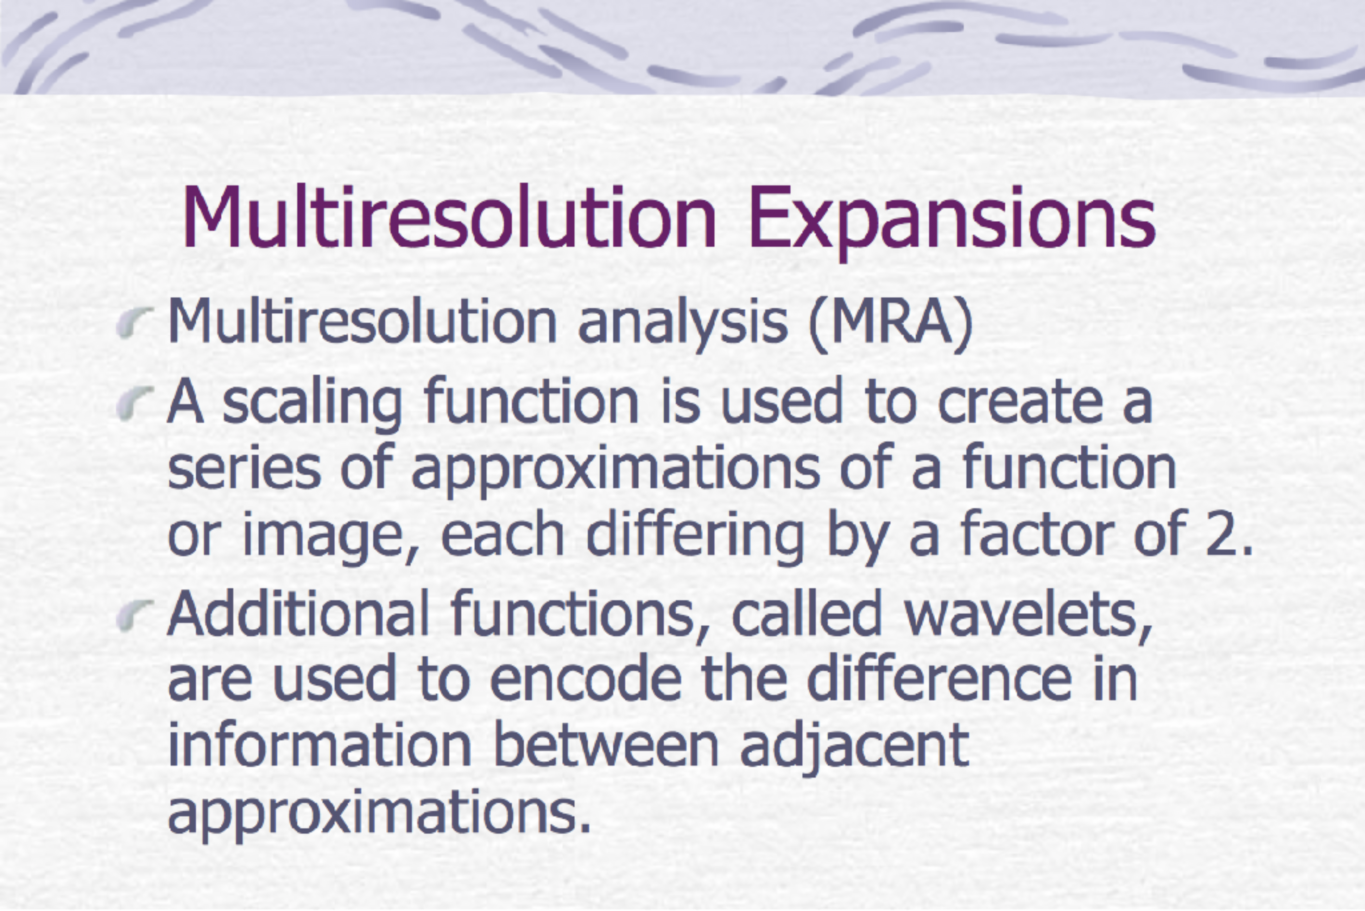 Multiresolution Expansions
Multiresolution analysis (MRA)
A scaling function is used to create a
series of approximations of a function
or image, each differing by a factor of 2.
Additional functions, called wavelets,
are used to encode the difference in
information between adjacent
approximations.